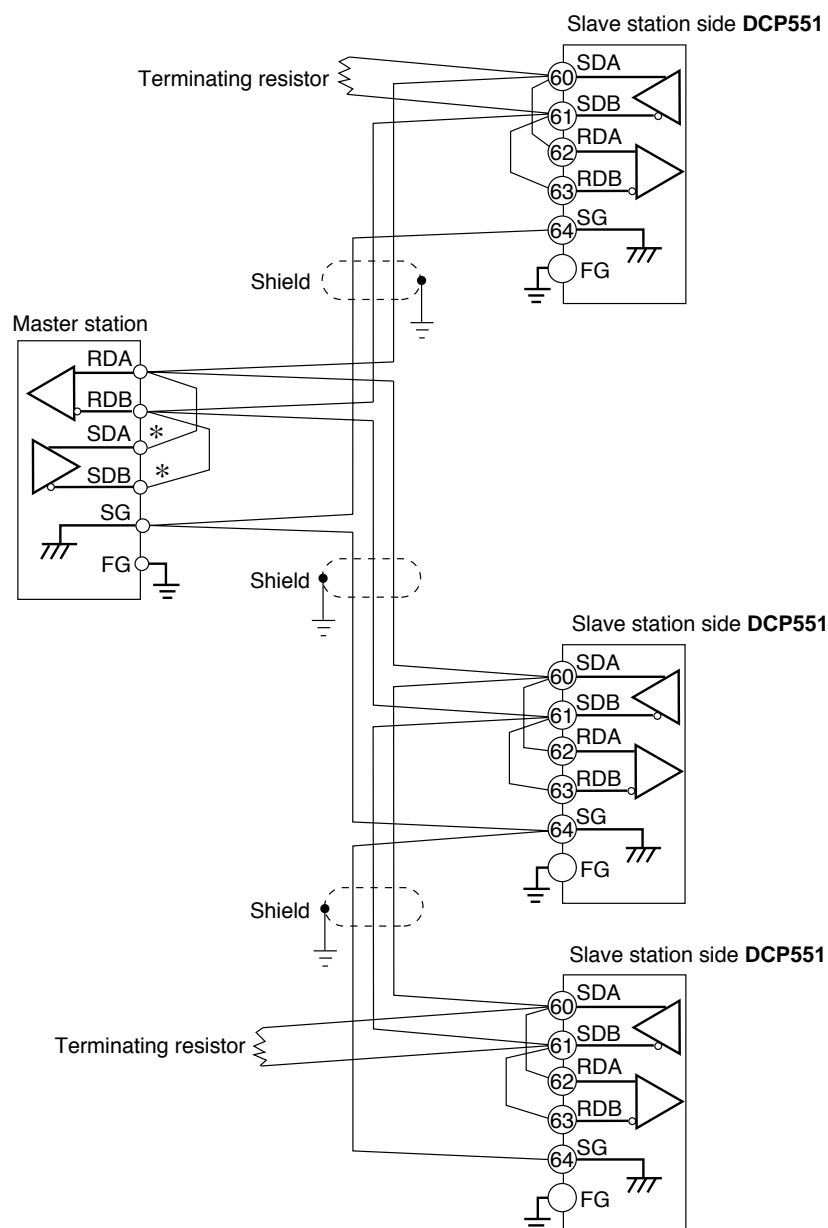 Slave station side DCP551
Terminating resistor
60 SDA
61 SDB
62 RDA
63 RDB
64 SG
FG
Shield
Master station
RDA
RDB
SDA *
SDB *
SG
FG
Shield
Slave station side DCP551
60 SDA
61 SDB
62 RDA
63 RDB
64 SG
FG
Shield
Slave station side DCP551
60 SDA
Terminating resistor
61 SDB
62 RDA
63 RDB
64 SG
FG